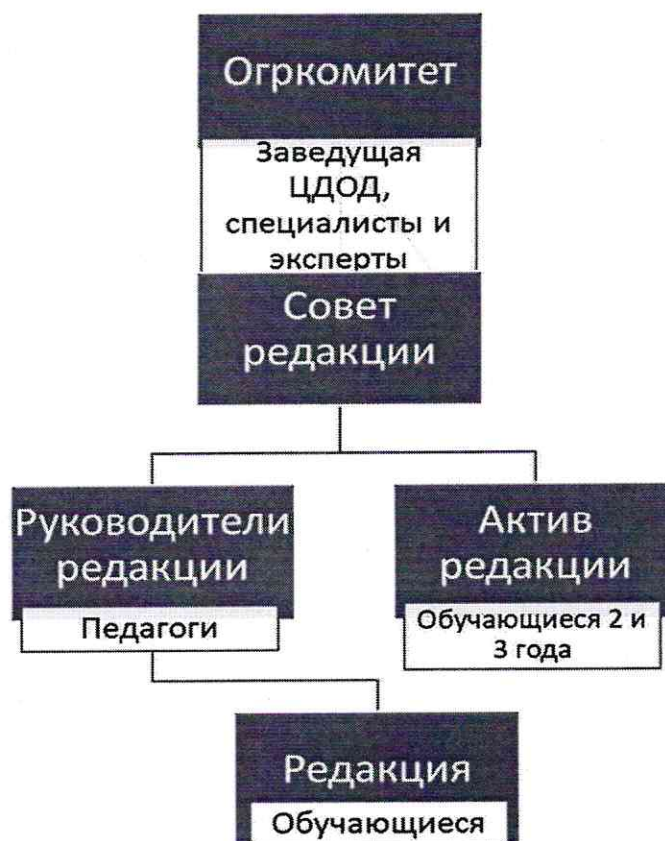 Огркомитет
Заведущая
ЦДОД,
специалисты и
эксперты
Совет
редакции
Руководители
редакции
Педагоги
Актив
редакции
Обучающиеся 2 и
3 года
Редакция
Обучающиеся